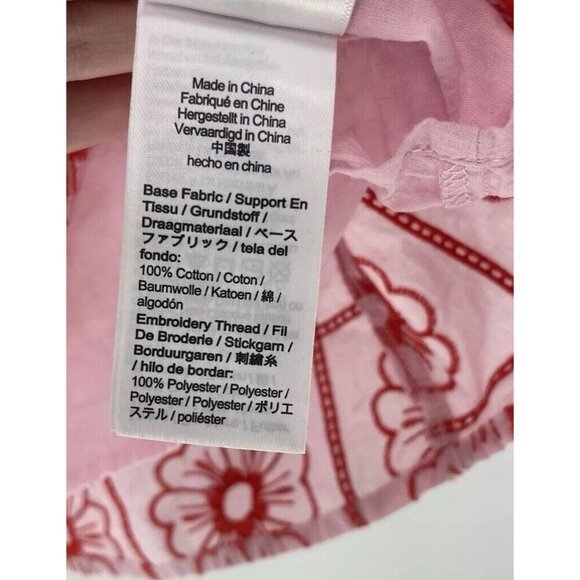 Made in China
Fabriqué en Chine
Hergestellt in China
Vervaardigd in China
中国製
hecho en china
Base Fabric / Support En
Tissu / Grundstoff /
Draagmateriaal / ベース
ファブリック / tela del
fondo:
100% Cotton / Coton /
Baumwolle / Katoen / 綿 /
algodón
Embroidery Thread / Fil
De Broderie / Stickgarn /
Borduurgaren / 刺繍糸
/ hilo de bordar:
100% Polyester / Polyester /
Polyester / Polyester / ポリエ
ステル / poliéster